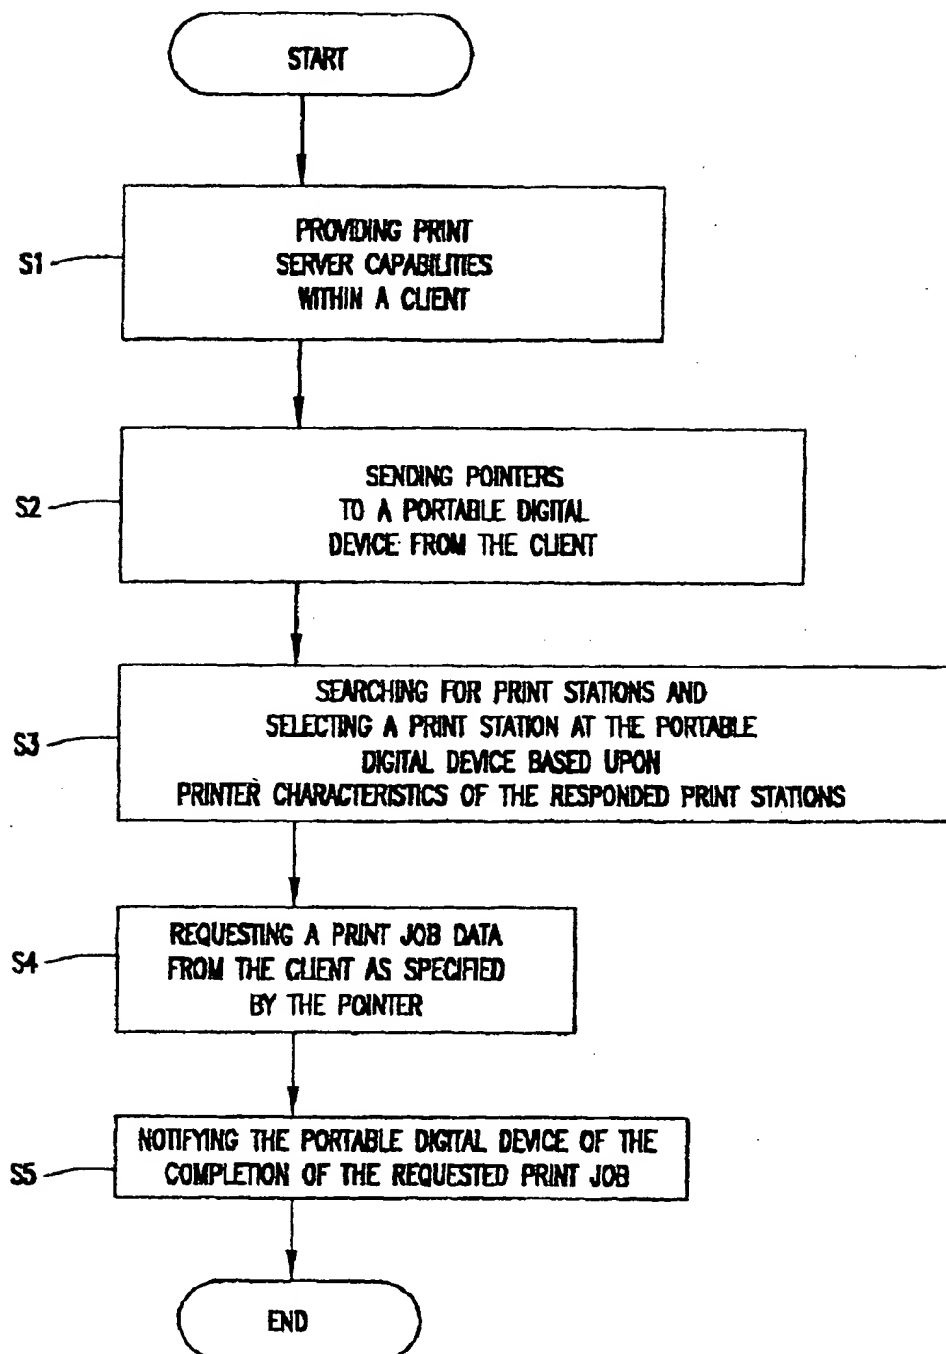 START
S1
PROVIDING PRINT
SERVER CAPABILITIES
WITHIN A CLIENT
S2
SENDING POINTERS
TO A PORTABLE DIGITAL
DEVICE FROM THE CLIENT
S3
SEARCHING FOR PRINT STATIONS AND
SELECTING A PRINT STATION AT THE PORTABLE
DIGITAL DEVICE BASED UPON
PRINTER CHARACTERISTICS OF THE RESPONDED PRINT STATIONS
S4
REQUESTING A PRINT JOB DATA
FROM THE CLIENT AS SPECIFIED
BY THE POINTER
S5
NOTIFYING THE PORTABLE DIGITAL DEVICE OF THE
COMPLETION OF THE REQUESTED PRINT JOB
END